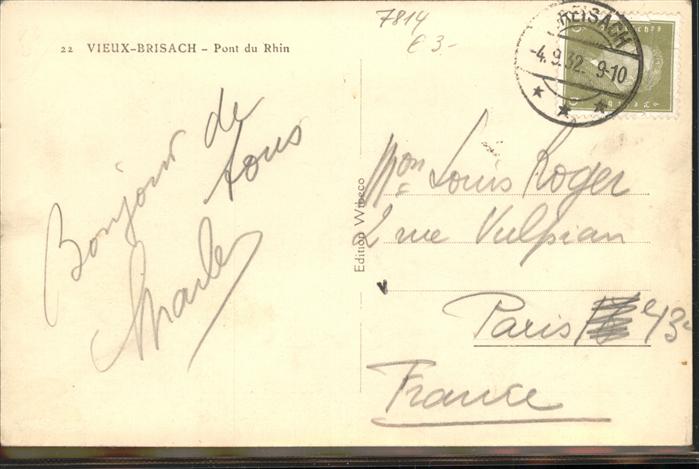 22 VIEUX-BRISACH – Pont du Rhin
7814
€ 3.-
BREISACH
-4.9.32. 9-10
Bonjour de
tous
Charles
Edition Wibeco
Mon Louis Roger
2 rue Vulpian
Paris 13e
France